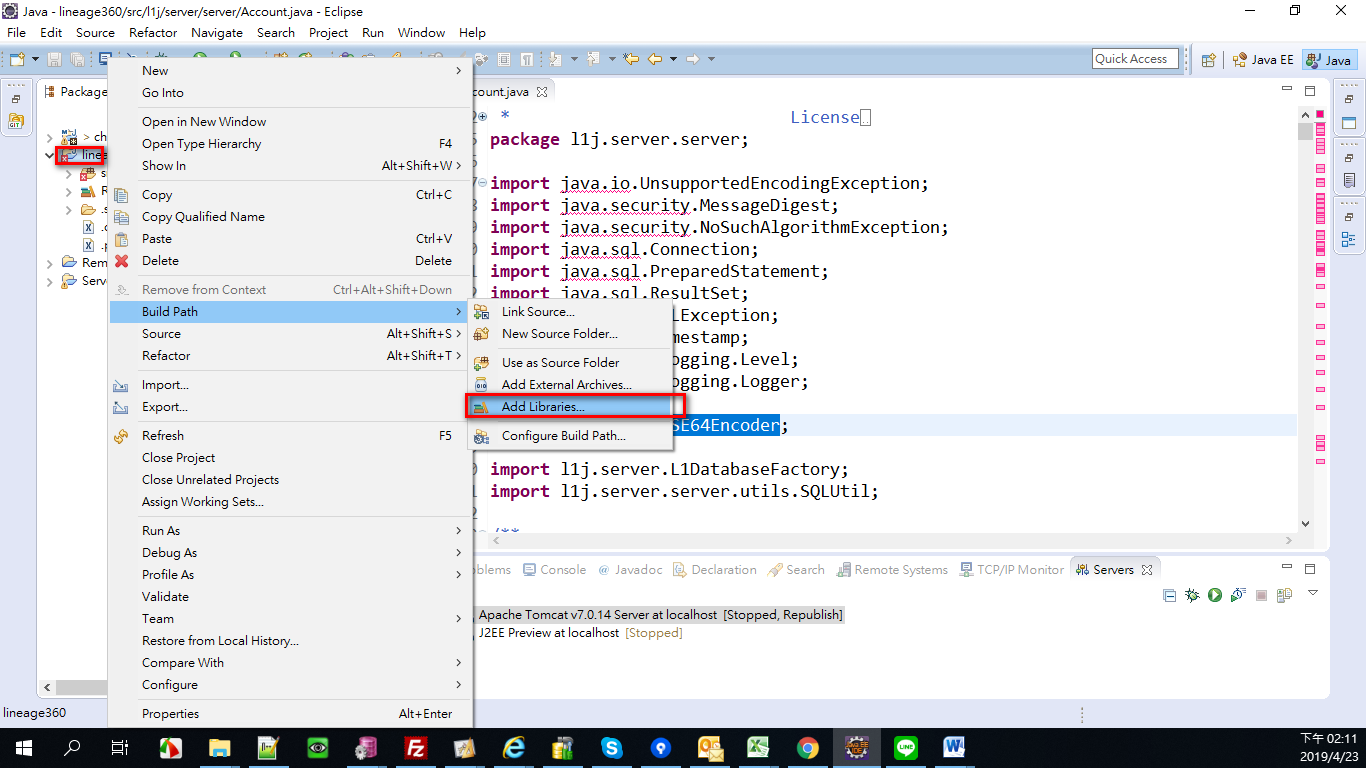 Java - lineage360/src/l1j/server/server/Account.java - Eclipse
File Edit Source Refactor Navigate Search Project Run Window Help
Quick Access
Java EE
Java
Package
count.java
> ch
linea
Rem
Serve
New
Go Into
Open in New Window
Open Type Hierarchy F4
Show In Alt+Shift+W >
Copy Ctrl+C
Copy Qualified Name
Paste Ctrl+V
Delete Delete
Remove from Context Ctrl+Alt+Shift+Down
Build Path
Source Alt+Shift+S >
Refactor Alt+Shift+T >
Import...
Export...
Refresh F5
Close Project
Close Unrelated Projects
Assign Working Sets...
Run As
Debug As
Profile As
Validate
Team
Restore from Local History...
Compare With
Configure
Properties Alt+Enter
Link Source...
New Source Folder...
Use as Source Folder
Add External Archives...
Add Libraries...
Configure Build Path...
* License
package l1j.server.server;
import java.io.UnsupportedEncodingException;
import java.security.MessageDigest;
import java.security.NoSuchAlgorithmException;
import java.sql.Connection;
import java.sql.PreparedStatement;
import java.sql.ResultSet;
LException;
mestamp;
ogging.Level;
ogging.Logger;
SE64Encoder;
import l1j.server.L1DatabaseFactory;
import l1j.server.server.utils.SQLUtil;
/**
oblems Console @ Javadoc Declaration Search Remote Systems TCP/IP Monitor Servers
Apache Tomcat v7.0.14 Server at localhost [Stopped, Republish]
J2EE Preview at localhost [Stopped]
lineage360
下午 02:11
2019/4/23